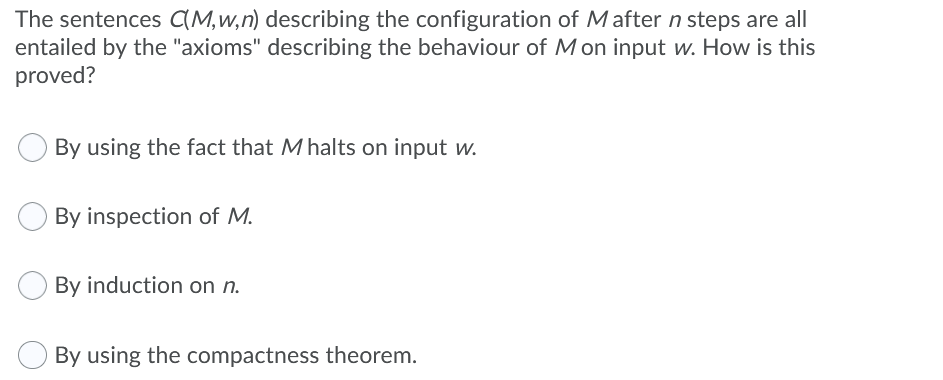 The sentences C(M,w,n) describing the configuration of M after n steps are all
entailed by the "axioms" describing the behaviour of M on input w. How is this
proved?
By using the fact that M halts on input w.
By inspection of M.
By induction on n.
By using the compactness theorem.